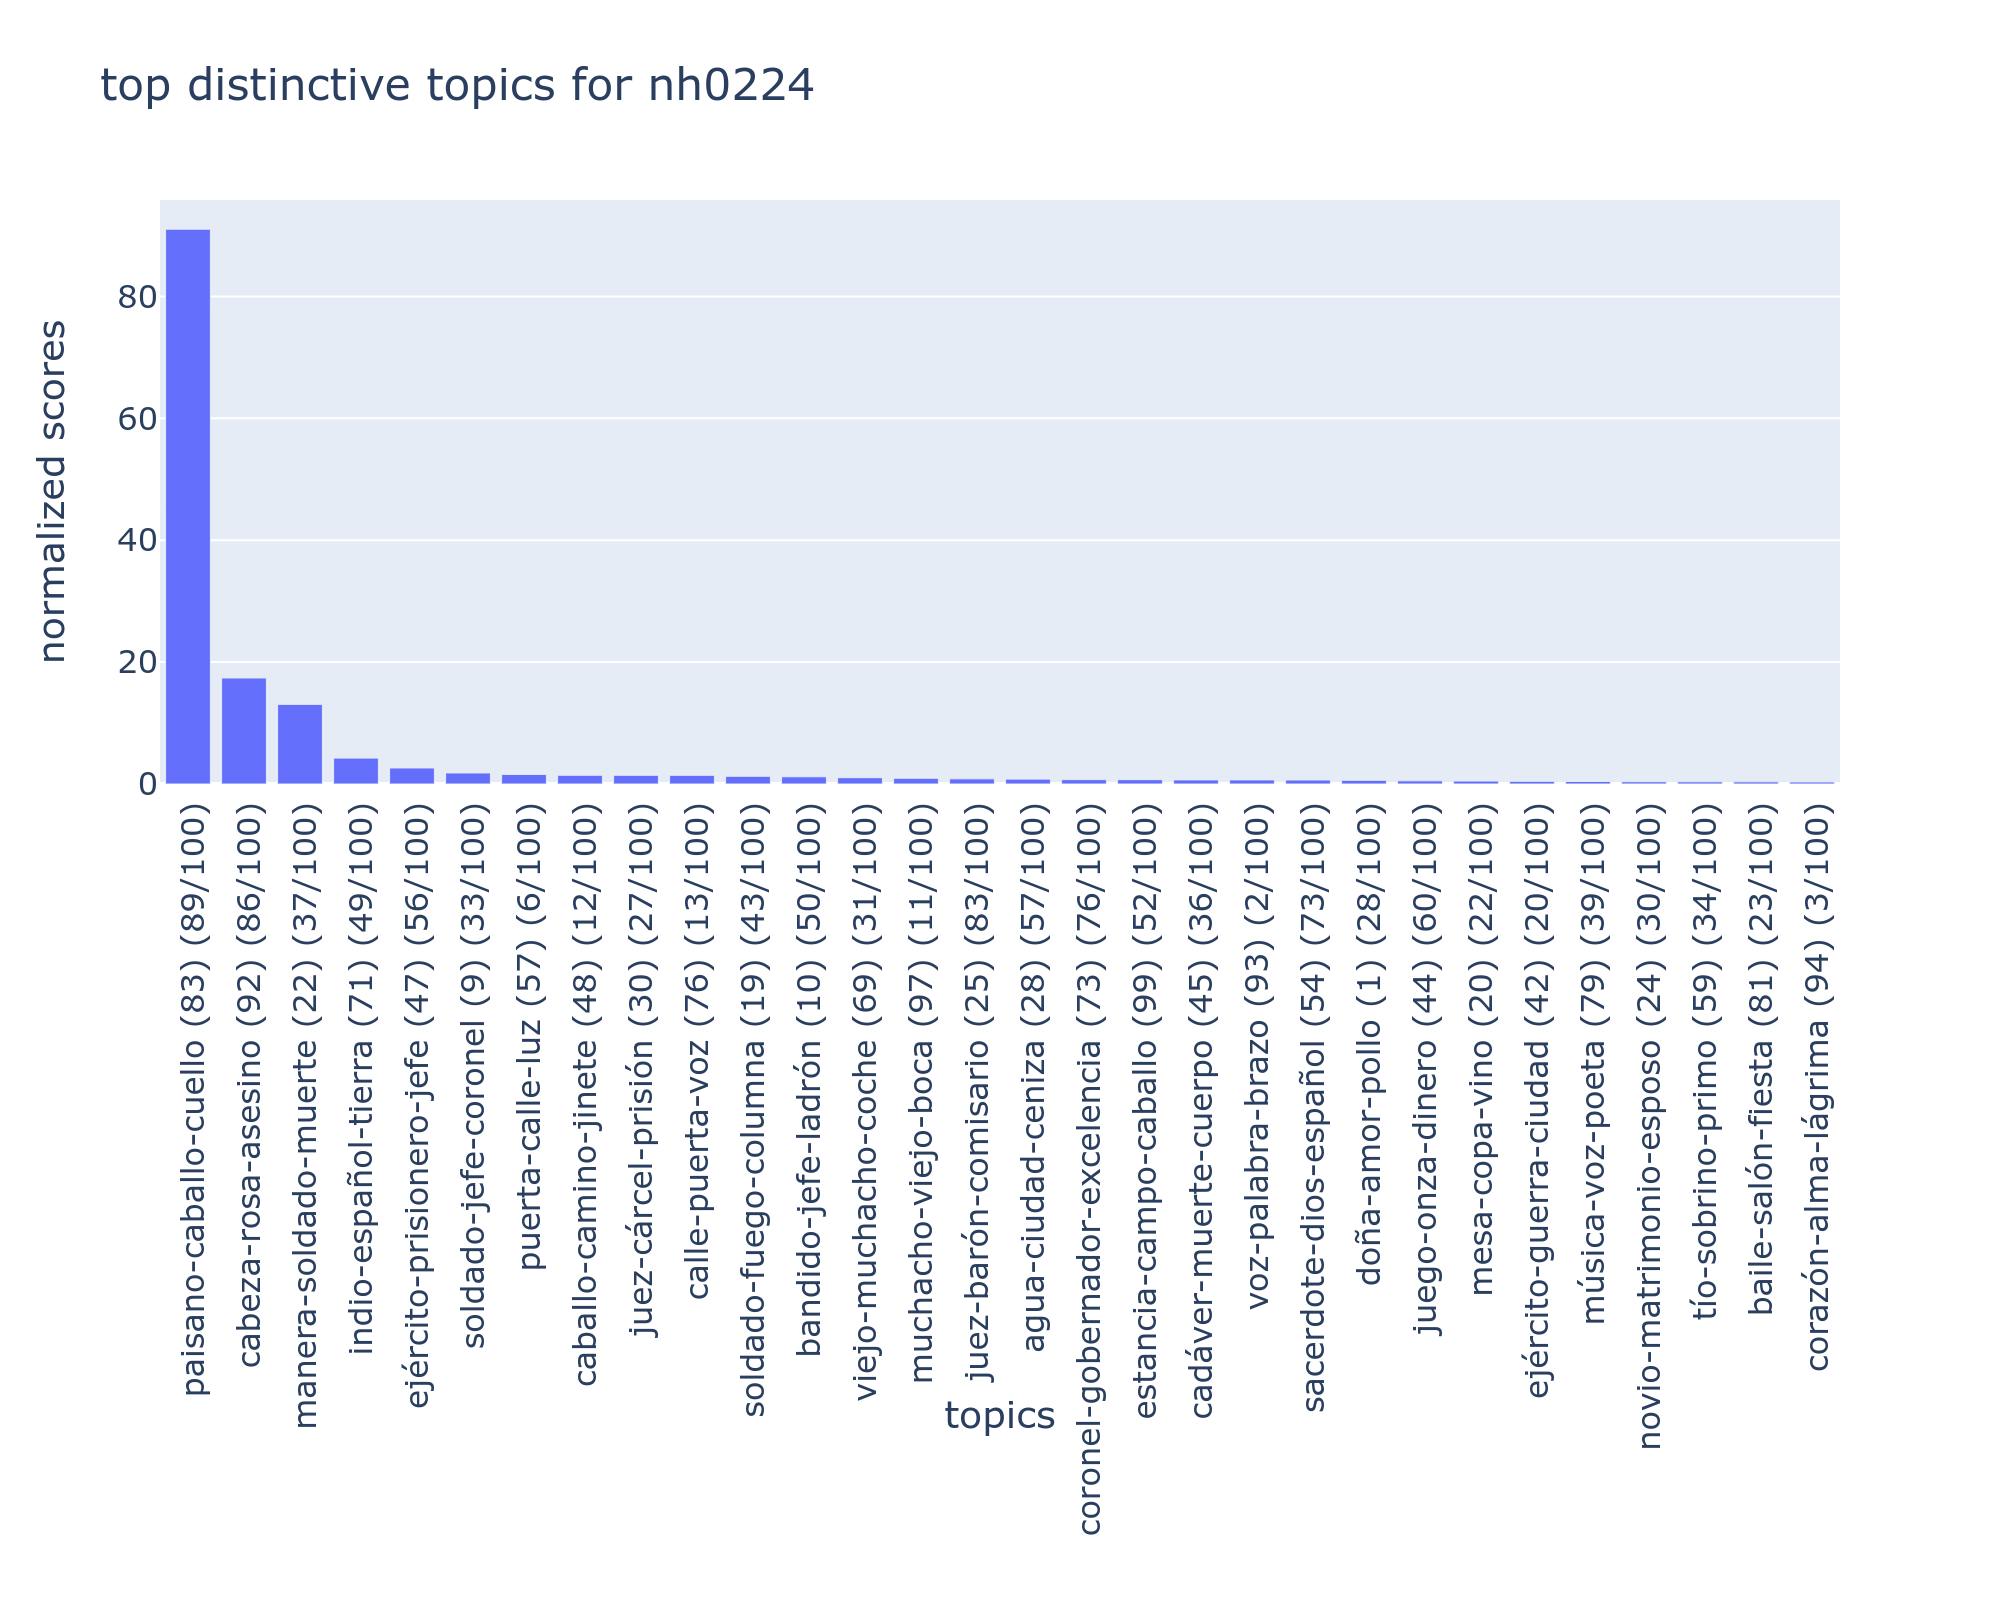 top distinctive topics for nh0224
normalized scores
80
60
40
20
0
paisano-caballo-cuello (83) (89/100)
cabeza-rosa-asesino (92) (86/100)
manera-soldado-muerte (22) (37/100)
indio-español-tierra (71) (49/100)
ejército-prisionero-jefe (47) (56/100)
soldado-jefe-coronel (9) (33/100)
puerta-calle-luz (57) (6/100)
caballo-camino-jinete (48) (12/100)
juez-cárcel-prisión (30) (27/100)
calle-puerta-voz (76) (13/100)
soldado-fuego-columna (19) (43/100)
bandido-jefe-ladrón (10) (50/100)
viejo-muchacho-coche (69) (31/100)
muchacho-viejo-boca (97) (11/100)
juez-barón-comisario (25) (83/100)
agua-ciudad-ceniza (28) (57/100)
coronel-gobernador-excelencia (73) (76/100)
estancia-campo-caballo (99) (52/100)
cadáver-muerte-cuerpo (45) (36/100)
voz-palabra-brazo (93) (2/100)
sacerdote-dios-español (54) (73/100)
doña-amor-pollo (1) (28/100)
juego-onza-dinero (44) (60/100)
mesa-copa-vino (20) (22/100)
ejército-guerra-ciudad (42) (20/100)
música-voz-poeta (79) (39/100)
novio-matrimonio-esposo (24) (30/100)
tío-sobrino-primo (59) (34/100)
baile-salón-fiesta (81) (23/100)
corazón-alma-lágrima (94) (3/100)
topics